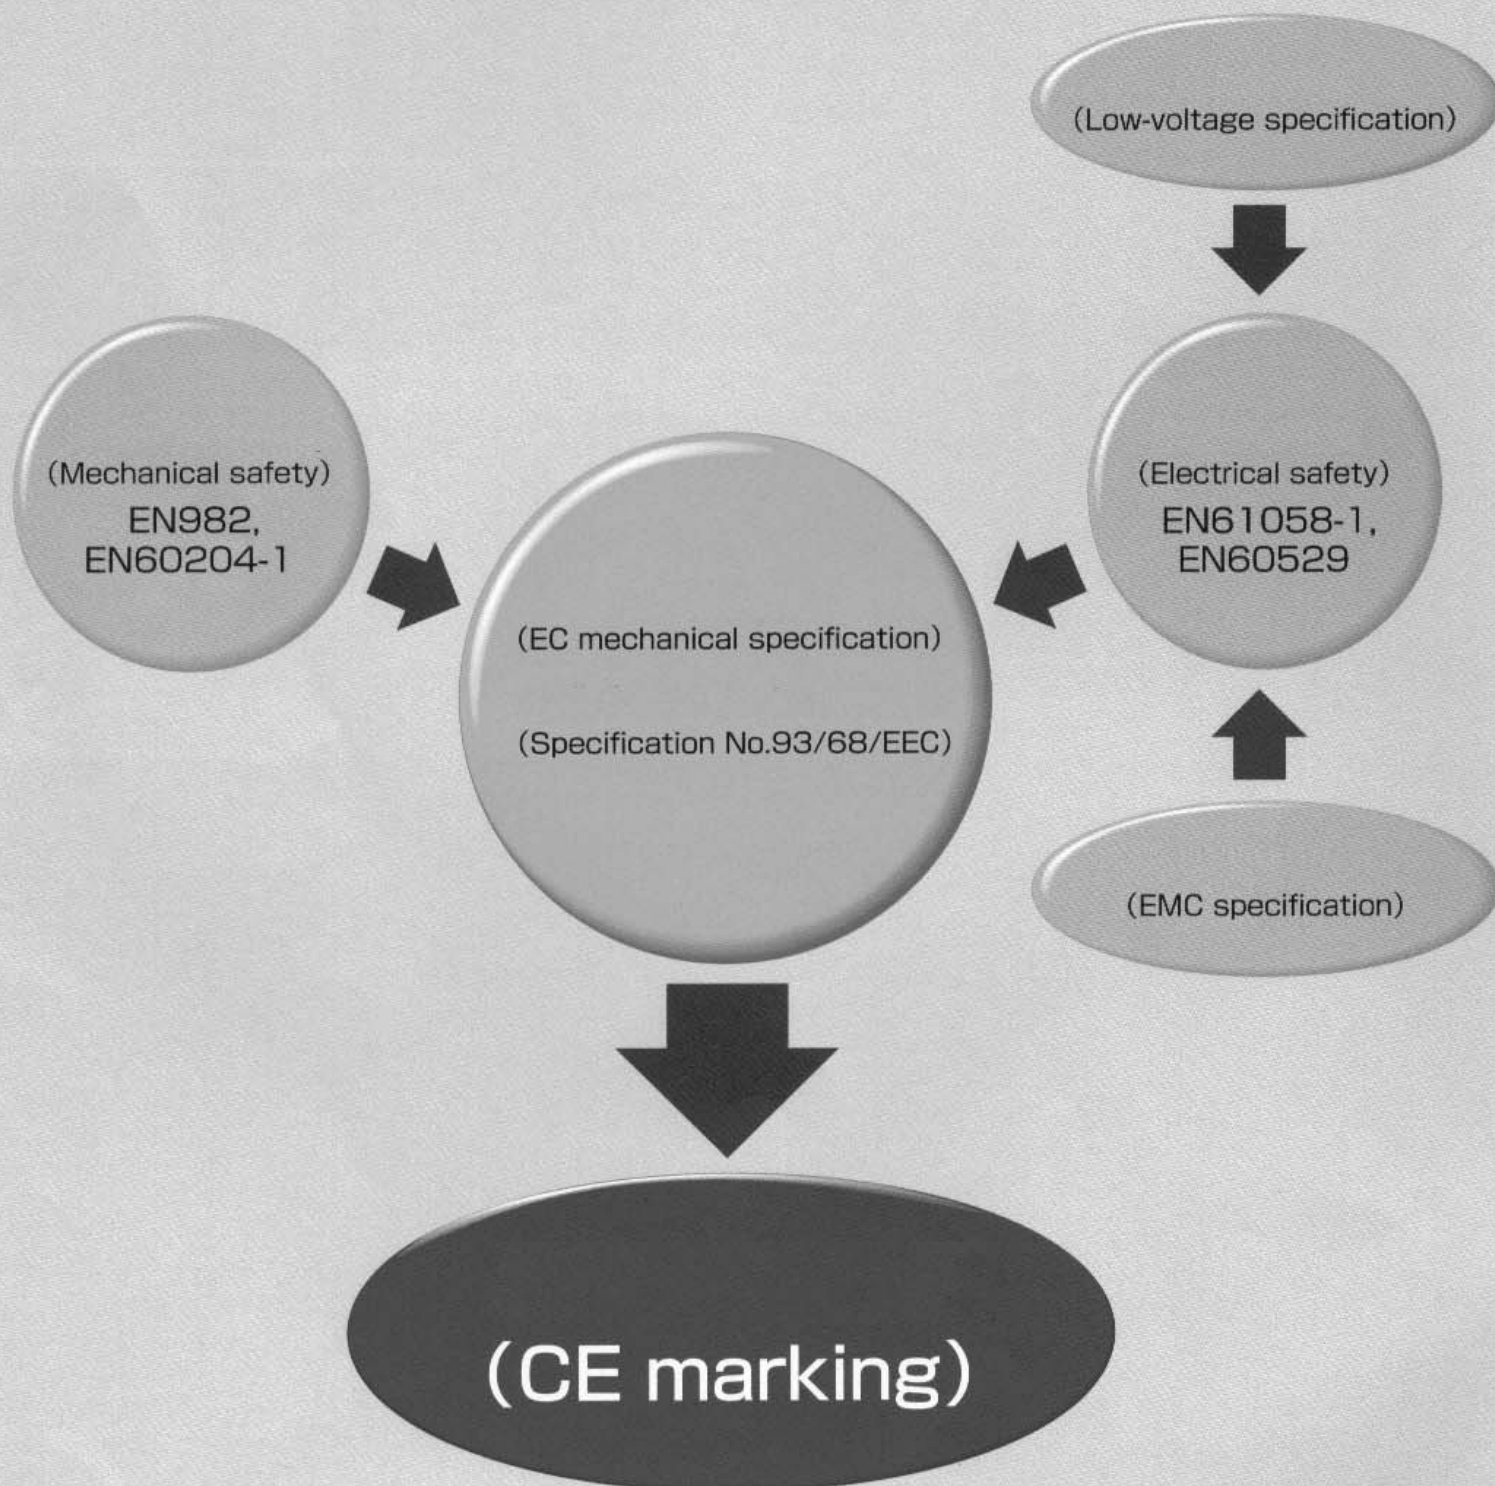 (Low-voltage specification)
(Mechanical safety)
EN982,
EN60204-1
(Electrical safety)
EN61058-1,
EN60529
(EC mechanical specification)
(Specification No.93/68/EEC)
(EMC specification)
(CE marking)